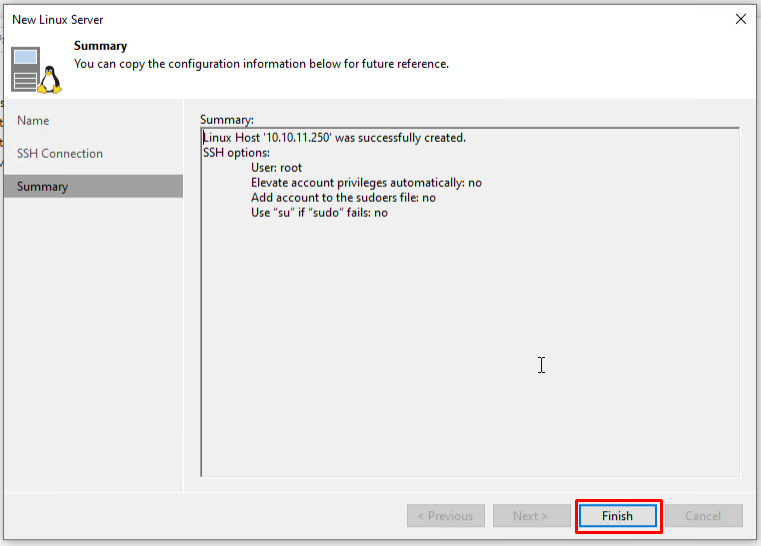 New Linux Server
Summary
You can copy the configuration information below for future reference.
Name
SSH Connection
Summary
Summary:
Linux Host '10.10.11.250' was successfully created.
SSH options:
User: root
Elevate account privileges automatically: no
Add account to the sudoers file: no
Use “su” if “sudo” fails: no
< Previous
Next >
Finish
Cancel